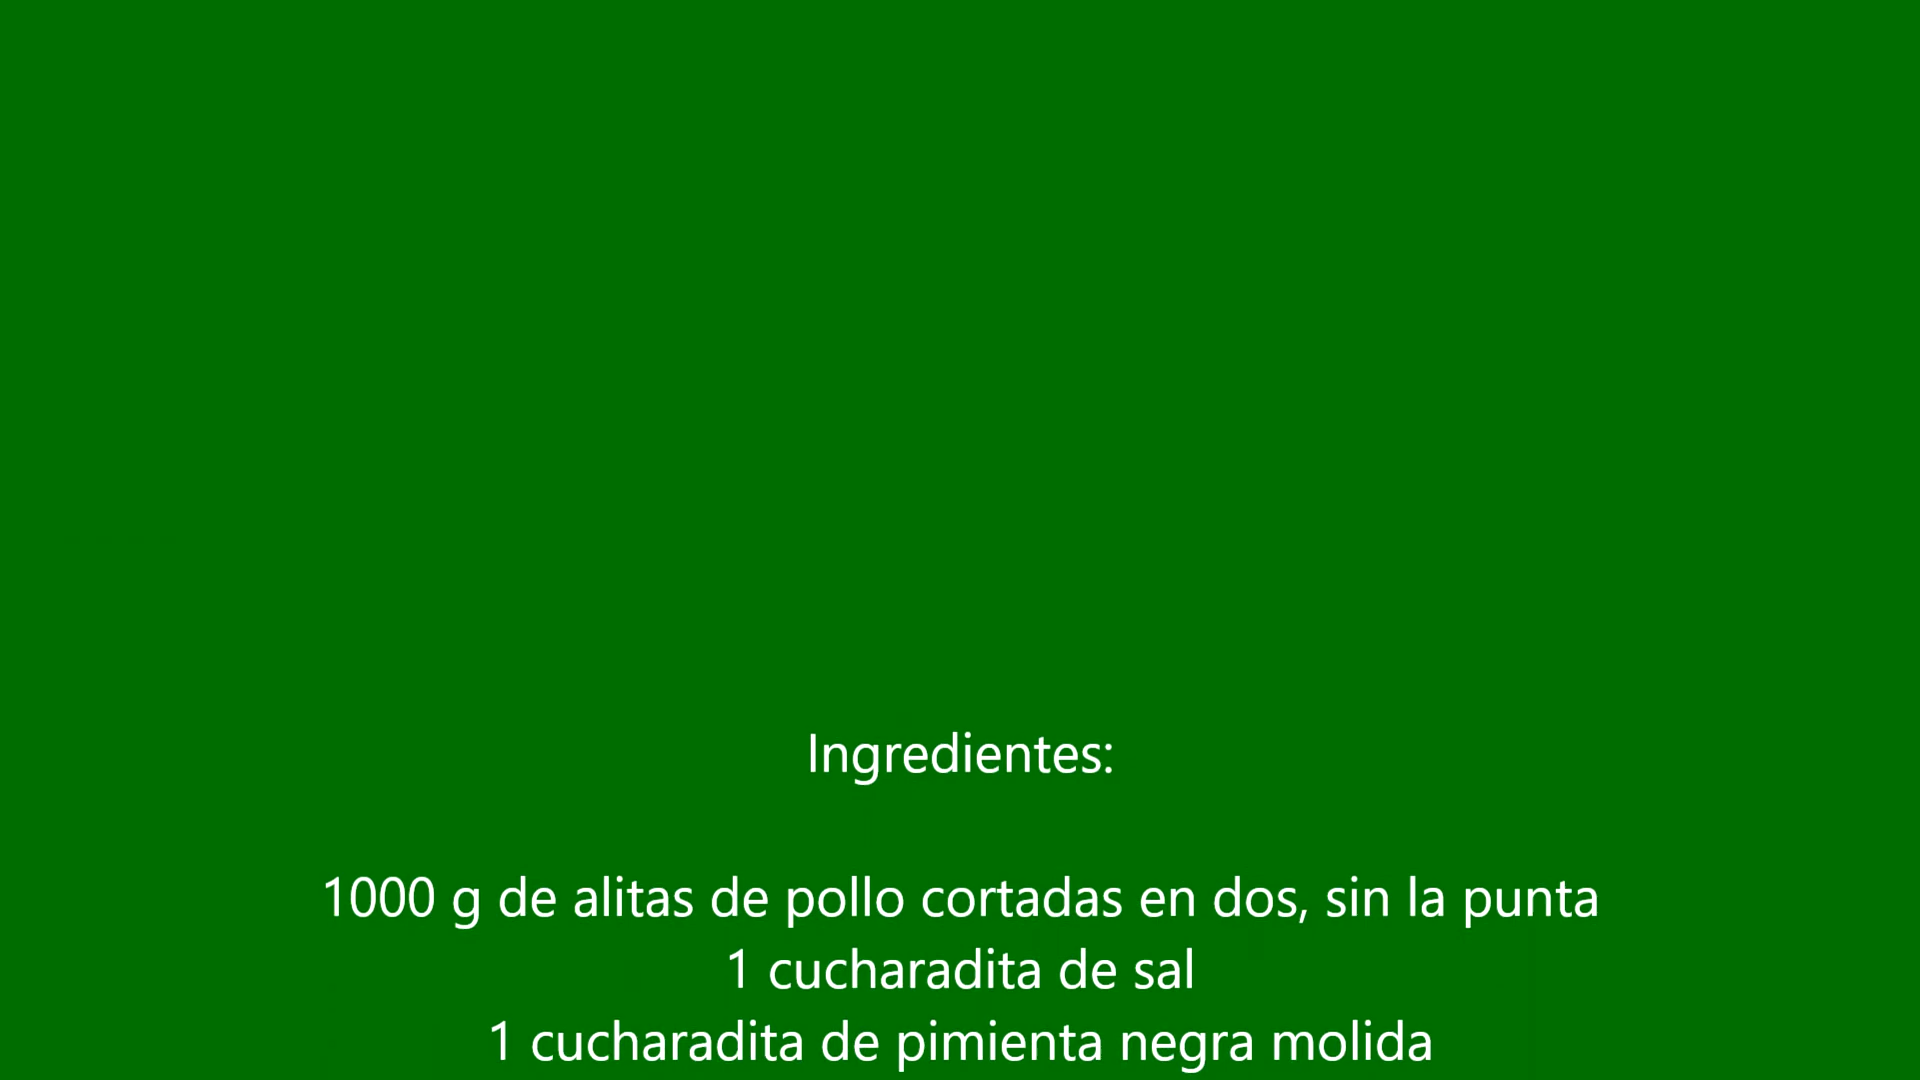 Ingredientes:
1000 g de alitas de pollo cortadas en dos, sin la punta
1 cucharadita de sal
1 cucharadita de pimienta negra molida